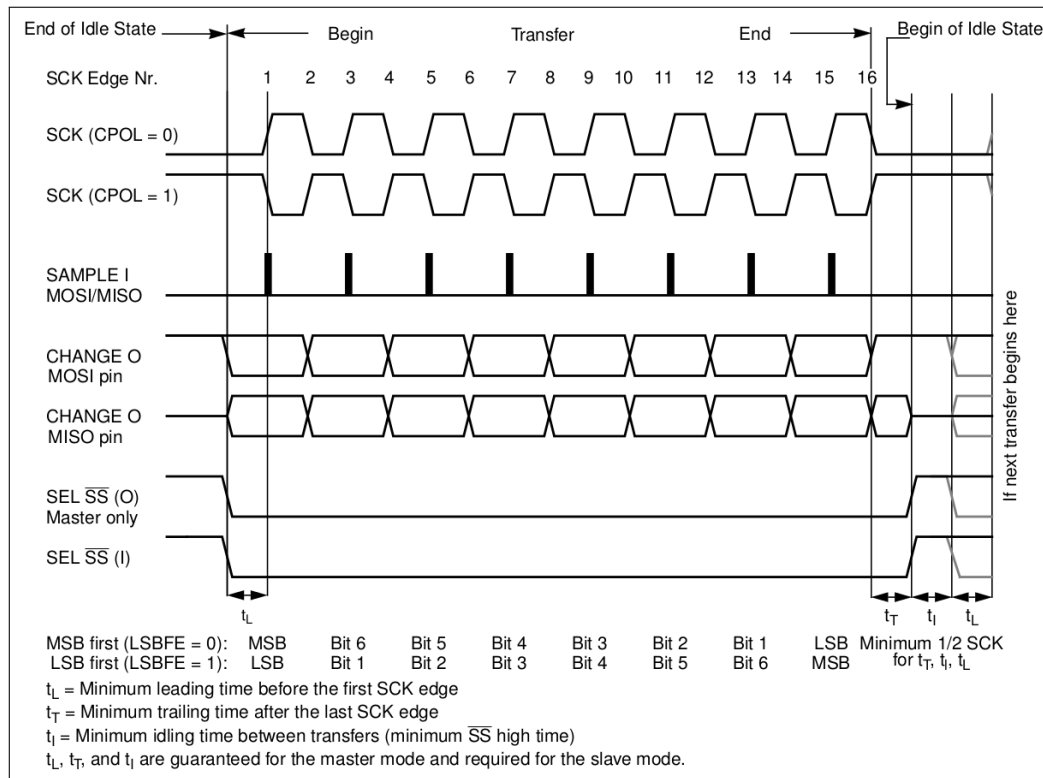 End of Idle State
Begin
Transfer
End
Begin of Idle State
SCK Edge Nr.
1 2 3 4 5 6 7 8 9 10 11 12 13 14 15 16
SCK (CPOL = 0)
SCK (CPOL = 1)
SAMPLE I
MOSI/MISO
CHANGE O
MOSI pin
CHANGE O
MISO pin
SEL SS (O)
Master only
SEL SS (I)
If next transfer begins here
tL
tT tI tL
MSB first (LSBFE = 0): MSB Bit 6 Bit 5 Bit 4 Bit 3 Bit 2 Bit 1 LSB Minimum 1/2 SCK
LSB first (LSBFE = 1): LSB Bit 1 Bit 2 Bit 3 Bit 4 Bit 5 Bit 6 MSB for tT, tI, tL
tL = Minimum leading time before the first SCK edge
tT = Minimum trailing time after the last SCK edge
tI = Minimum idling time between transfers (minimum SS high time)
tL, tT, and tI are guaranteed for the master mode and required for the slave mode.